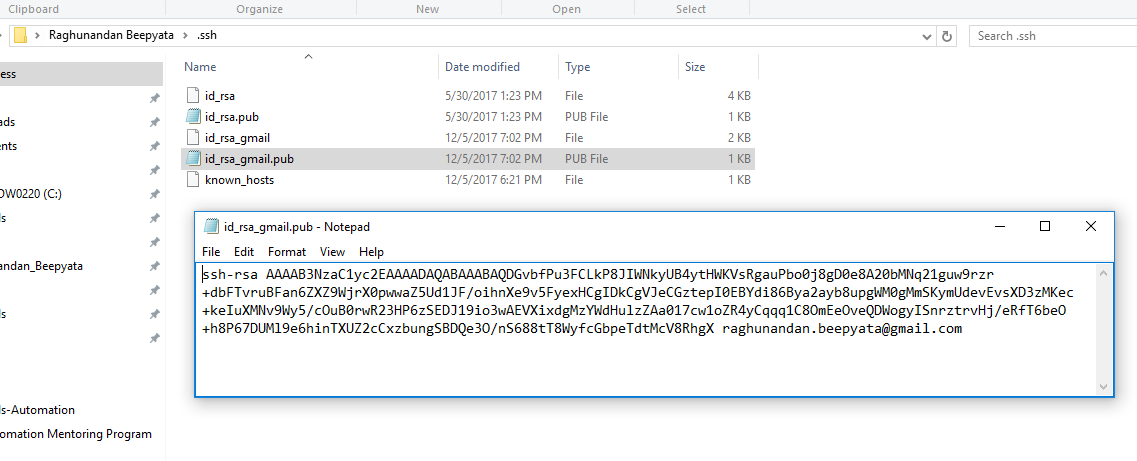 Clipboard Organize New Open Select
Raghunandan Beepyata .ssh Search .ssh
Name Date modified Type Size
id_rsa 5/30/2017 1:23 PM File 4 KB
id_rsa.pub 5/30/2017 1:23 PM PUB File 1 KB
id_rsa_gmail 12/5/2017 7:02 PM File 2 KB
id_rsa_gmail.pub 12/5/2017 7:02 PM PUB File 1 KB
known_hosts 12/5/2017 6:21 PM File 1 KB
ess
ads
ents
OW0220 (C:)
ls
andan_Beepyata
ls
ls-Automation
omation Mentoring Program
id_rsa_gmail.pub - Notepad
File Edit Format View Help
ssh-rsa AAAAB3NzaC1yc2EAAAADAQABAAABAQDGvbfPu3FCLkP8JIWNkyUB4ytHWKVsRgauPbo0j8gD0e8A20bMNq21guw9rzr
+dbFTvruBFan6ZXZ9WjrX0pwwaZ5Ud1JF/oihnXe9v5FyexHCgIDkCgVJeCGztepI0EBYdi86Bya2ayb8upgWM0gMmSKymUdevEvsXD3zMKec
+keIuXMNv9Wy5/cOuB0rwR23HP6zSEDJ19io3wAEVXixdgMzYWdHulzZAa017cw1oZR4yCqqq1C8OmEeOveQDWogyISnrztrvHj/eRfT6beO
+h8P67DUM19e6hinTXUZ2cCxzbungSBDQe3O/nS688tT8WyfcGbpeTdtMcV8RhgX raghunandan.beepyata@gmail.com